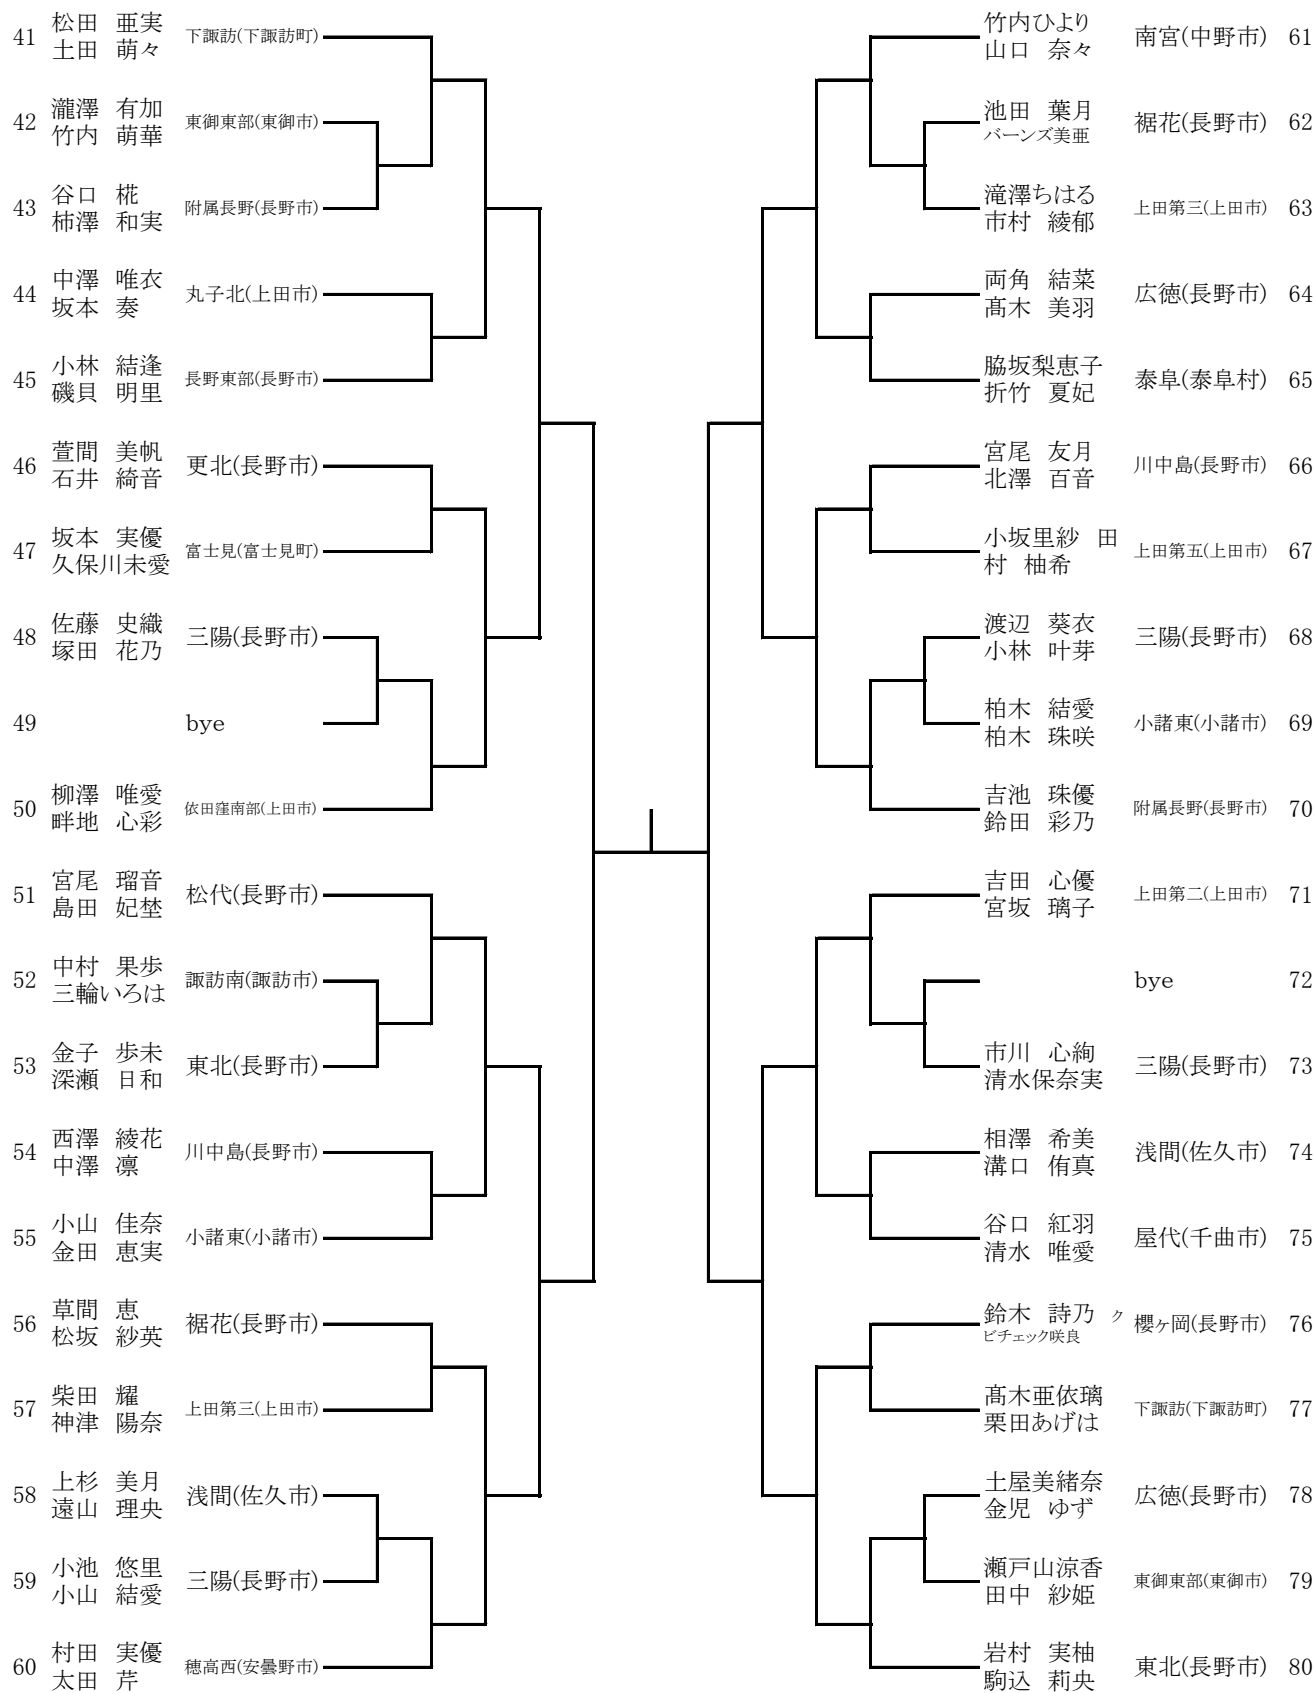 41 松田 亜実 下諏訪(下諏訪町)
土田 萌々
42 瀧澤 有加 東御東部(東御市)
竹内 萌華
43 谷口 椛 附属長野(長野市)
柿澤 和実
44 中澤 唯衣 丸子北(上田市)
坂本 奏
45 小林 結逢 長野東部(長野市)
磯貝 明里
46 萱間 美帆 更北(長野市)
石井 綺音
47 坂本 実優 富士見(富士見町)
久保川未愛
48 佐藤 史織 三陽(長野市)
塚田 花乃
49 bye
50 柳澤 唯愛 依田窪南部(上田市)
畔地 心彩
51 宮尾 瑠音 松代(長野市)
島田 妃埜
52 中村 果歩 諏訪南(諏訪市)
三輪いろは
53 金子 歩未 東北(長野市)
深瀬 日和
54 西澤 綾花 川中島(長野市)
中澤 凛
55 小山 佳奈 小諸東(小諸市)
金田 恵実
56 草間 恵 裾花(長野市)
松坂 紗英
57 柴田 耀 上田第三(上田市)
神津 陽奈
58 上杉 美月 浅間(佐久市)
遠山 理央
59 小池 悠里 三陽(長野市)
小山 結愛
60 村田 実優 穂高西(安曇野市)
太田 芹
竹内ひより 南宮(中野市) 61
山口 奈々
池田 葉月 裾花(長野市) 62
バーンズ美亜
滝澤ちはる 上田第三(上田市) 63
市村 綾郁
両角 結菜 広徳(長野市) 64
髙木 美羽
脇坂梨恵子 泰阜(泰阜村) 65
折竹 夏妃
宮尾 友月 川中島(長野市) 66
北澤 百音
小坂里紗 田 上田第五(上田市) 67
村 柚希
渡辺 葵衣 三陽(長野市) 68
小林 叶芽
柏木 結愛 小諸東(小諸市) 69
柏木 珠咲
吉池 珠優 附属長野(長野市) 70
鈴田 彩乃
吉田 心優 上田第二(上田市) 71
宮坂 璃子
bye 72
市川 心絢 三陽(長野市) 73
清水保奈実
相澤 希美 浅間(佐久市) 74
溝口 侑真
谷口 紅羽 屋代(千曲市) 75
清水 唯愛
鈴木 詩乃 ク 櫻ヶ岡(長野市) 76
ビチェック咲良
髙木亜依璃 下諏訪(下諏訪町) 77
栗田あげは
土屋美緒奈 広徳(長野市) 78
金児 ゆず
瀬戸山涼香 東御東部(東御市) 79
田中 紗姫
岩村 実柚 東北(長野市) 80
駒込 莉央